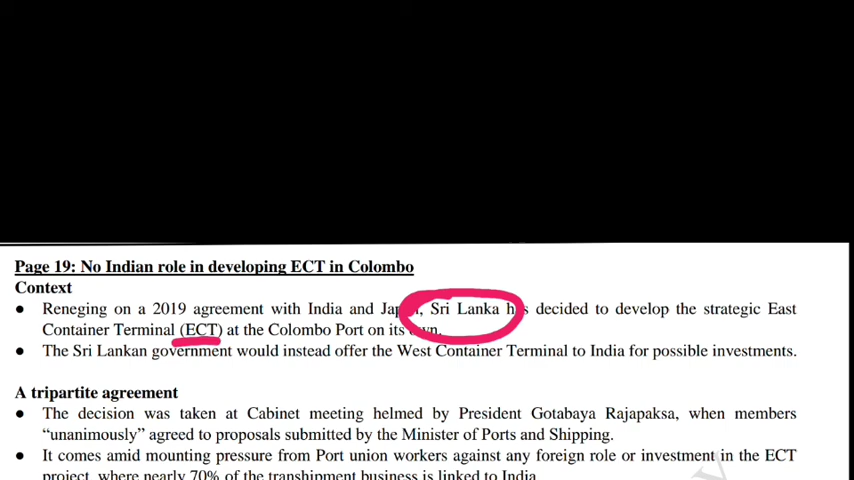 Page 19: No Indian role in developing ECT in Colombo
Context
● Reneging on a 2019 agreement with India and Japan, Sri Lanka has decided to develop the strategic East
Container Terminal (ECT) at the Colombo Port on its own.
● The Sri Lankan government would instead offer the West Container Terminal to India for possible investments.
A tripartite agreement
● The decision was taken at Cabinet meeting helmed by President Gotabaya Rajapaksa, when members
“unanimously” agreed to proposals submitted by the Minister of Ports and Shipping.
● It comes amid mounting pressure from Port union workers against any foreign role or investment in the ECT
project, where nearly 70% of the transhipment business is linked to India.